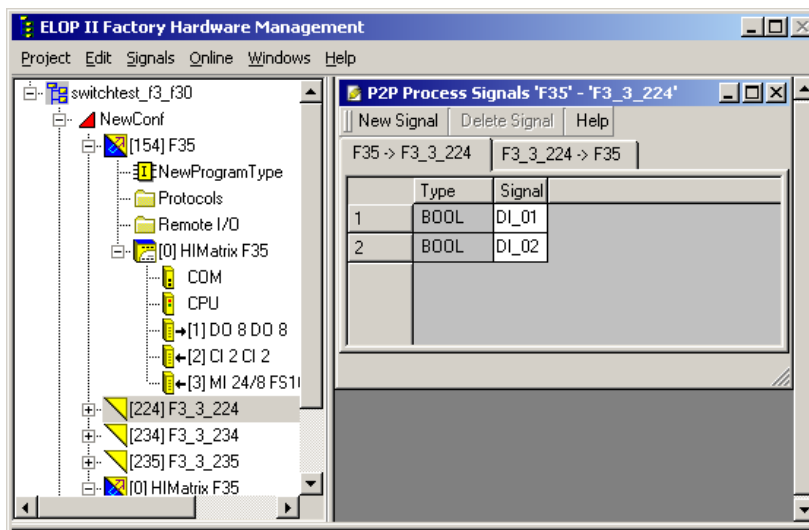 ELOP II Factory Hardware Management
Project Edit Signals Online Windows Help
switchtest_f3_f30
NewConf
[154] F35
NewProgramType
Protocols
Remote I/O
[0] HIMatrix F35
COM
CPU
[1] DO 8 DO 8
[2] CI 2 CI 2
[3] MI 24/8 FS1
[224] F3_3_224
[234] F3_3_234
[235] F3_3_235
[0] HIMatrix F35
P2P Process Signals 'F35' - 'F3_3_224'
New Signal Delete Signal Help
F35 -> F3_3_224 F3_3_224 -> F35
Type Signal
1 BOOL DI_01
2 BOOL DI_02